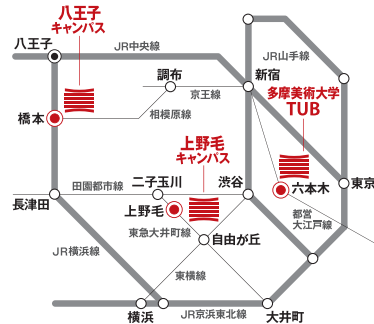 八王子
キャンパス
八王子
JR中央線
JR山手線
調布
新宿
京王線
多摩美術大学
TUB
橋本
相模原線
上野毛
キャンパス
田園都市線
二子玉川
渋谷
六本木
東京
長津田
上野毛
都営
大江戸線
東急大井町線
自由が丘
JR横浜線
東横線
JR京浜東北線
横浜
大井町